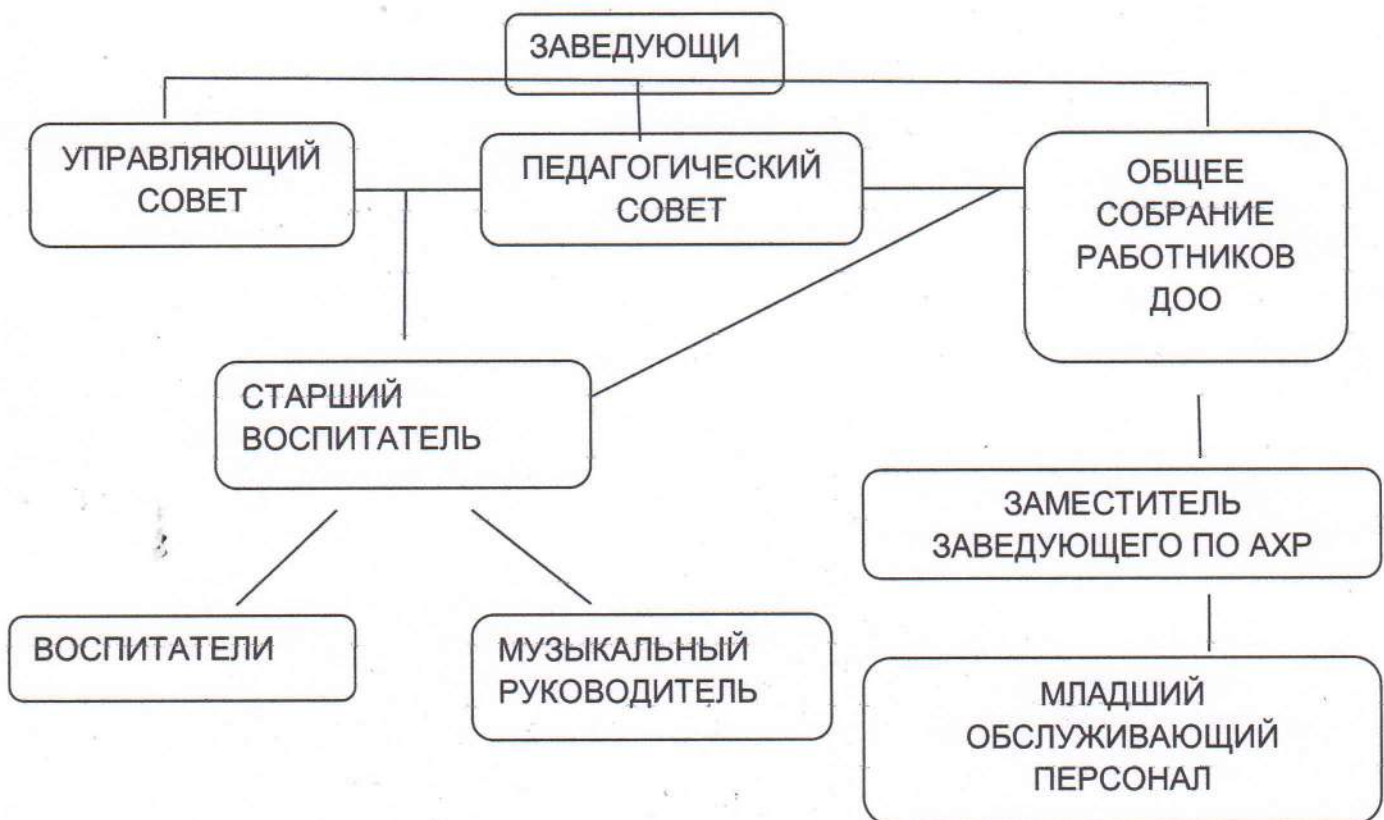 ЗАВЕДУЮЩИ
УПРАВЛЯЮЩИЙ
СОВЕТ
ПЕДАГОГИЧЕСКИЙ
СОВЕТ
ОБЩЕЕ
СОБРАНИЕ
РАБОТНИКОВ
ДОО
СТАРШИЙ
ВОСПИТАТЕЛЬ
ЗАМЕСТИТЕЛЬ
ЗАВЕДУЮЩЕГО ПО АХР
ВОСПИТАТЕЛИ
МУЗЫКАЛЬНЫЙ
РУКОВОДИТЕЛЬ
МЛАДШИЙ
ОБСЛУЖИВАЮЩИЙ
ПЕРСОНАЛ